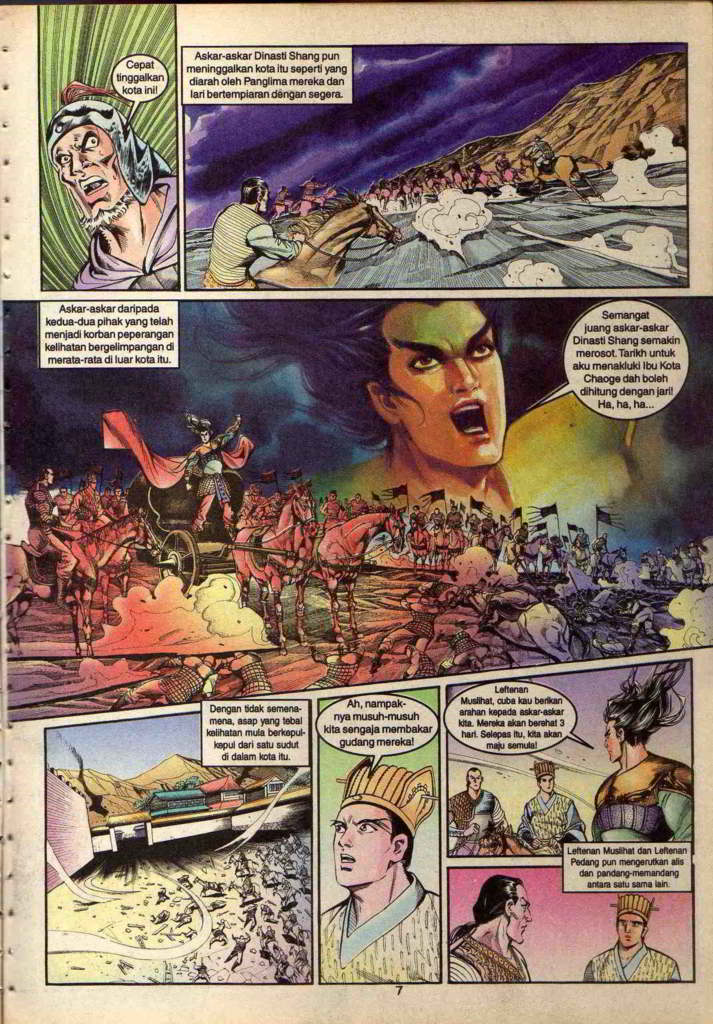 Cepat
tinggalkan
kota ini!
Askar-askar Dinasti Shang pun
meninggalkan kota itu seperti yang
diarah oleh Panglima mereka dan
lari bertempiaran dengan segera.
Askar-askar daripada
kedua-dua pihak yang telah
menjadi korban peperangan
kelihatan bergelimpangan di
merata-rata di luar kota itu.
Semangat
juang askar-askar
Dinasti Shang semakin
merosot. Tarikh untuk
aku menakluki Ibu Kota
Chaoge dah boleh
dihitung dengan jari!
Ha, ha, ha...
Dengan tidak semena-
mena, asap yang tebal
kelihatan mula berkepul-
kepul dari satu sudut
di dalam kota itu.
Ah, nampak-
nya musuh-musuh
kita sengaja membakar
gudang mereka!
Leftenan
Muslihat, cuba kau berikan
arahan kepada askar-askar
kita. Mereka akan berehat 3
hari. Selepas itu, kita akan
maju semula!
Leftenan Muslihat dan Leftenan
Pedang pun mengerutkan alis
dan pandang-memandang
antara satu sama lain.
7